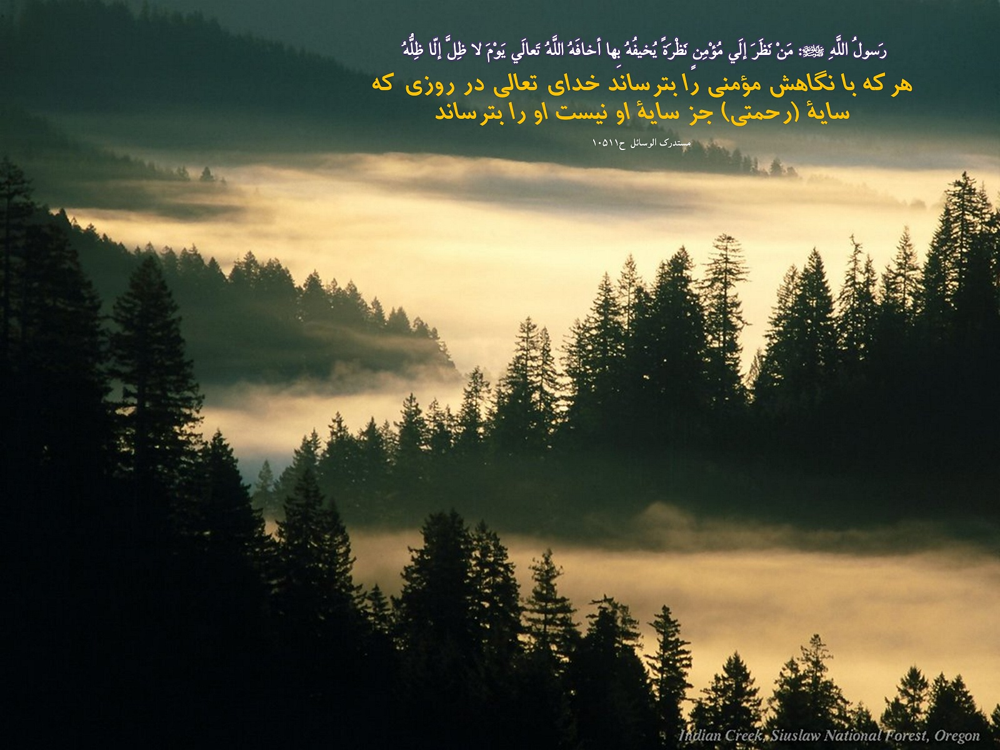 رَسولُ اللَّهِ ﷺ: مَنْ نَظَرَ إلَي مُؤْمِنٍ نَظْرَةً يُخيفُهُ بِها أخافَهُ اللَّهُ تَعالَي يَوْمَ لا ظِلَّ إلّا ظِلُّهُ
هر که با نگاهش مؤمنی را بترساند خدای تعالی در روزی که
سایهٔ (رحمتی) جز سایهٔ او نیست او را بترساند
مستدرک الوسائل ح۱۰۵۱۱
Indian Creek, Siuslaw National Forest, Oregon